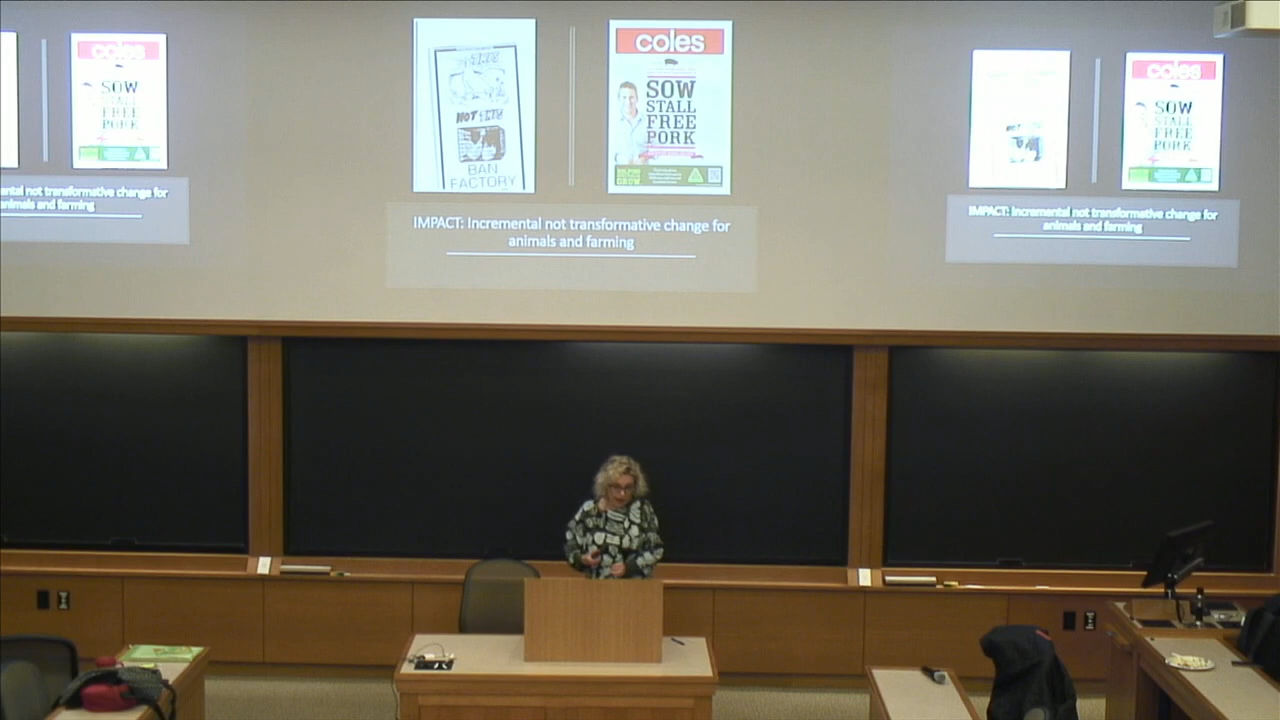 coles
SOW
STALL
FREE
PORK
ental not transformative change for
animals and farming
NOT
BAN
FACTORY
coles
SOW
STALL
FREE
PORK
IMPACT: Incremental not transformative change for
animals and farming
coles
SOW
STALL
FREE
PORK
IMPACT: Incremental not transformative change for
animals and farming